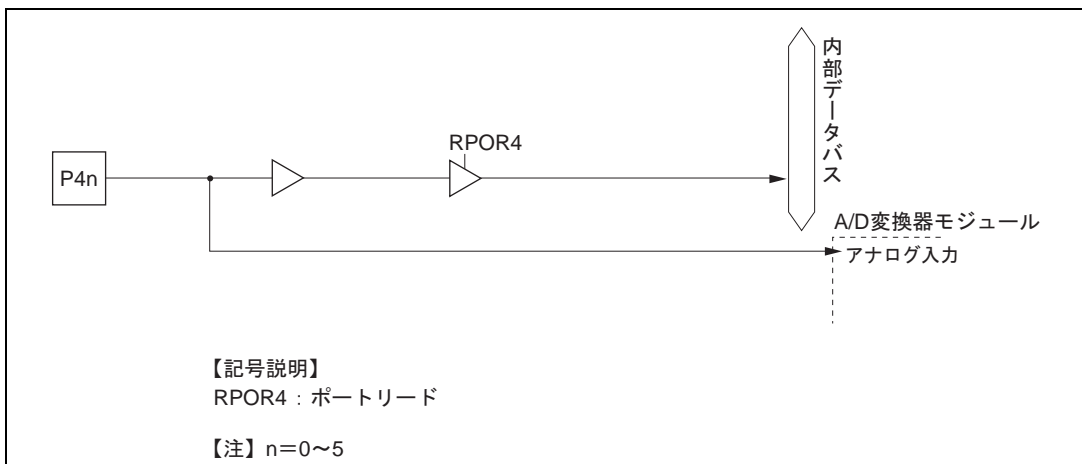 RPOR4
P4n
内部データバス
A/D変換器モジュール
アナログ入力
【記号説明】
RPOR4：ポートリード
【注】n＝0～5